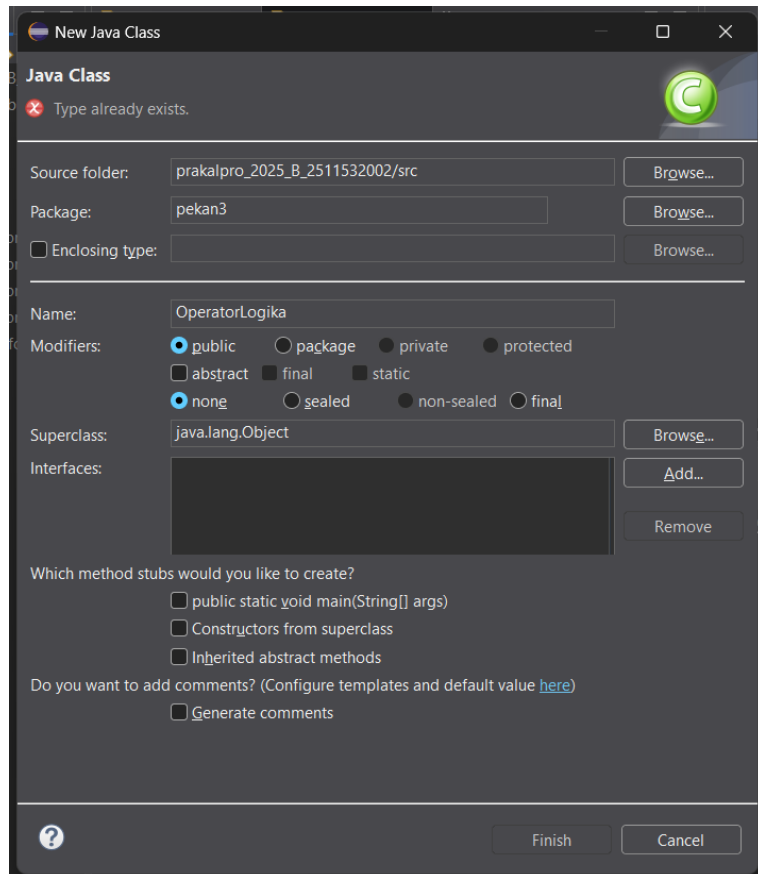 New Java Class
Java Class
Type already exists.
Source folder: prakalpro_2025_B_2511532002/src Browse...
Package: pekan3 Browse...
Enclosing type: Browse...
Name: OperatorLogika
Modifiers: public package private protected
abstract final static
none sealed non-sealed final
Superclass: java.lang.Object Browse...
Interfaces: Add...
Remove
Which method stubs would you like to create?
public static void main(String[] args)
Constructors from superclass
Inherited abstract methods
Do you want to add comments? (Configure templates and default value here)
Generate comments
Finish Cancel